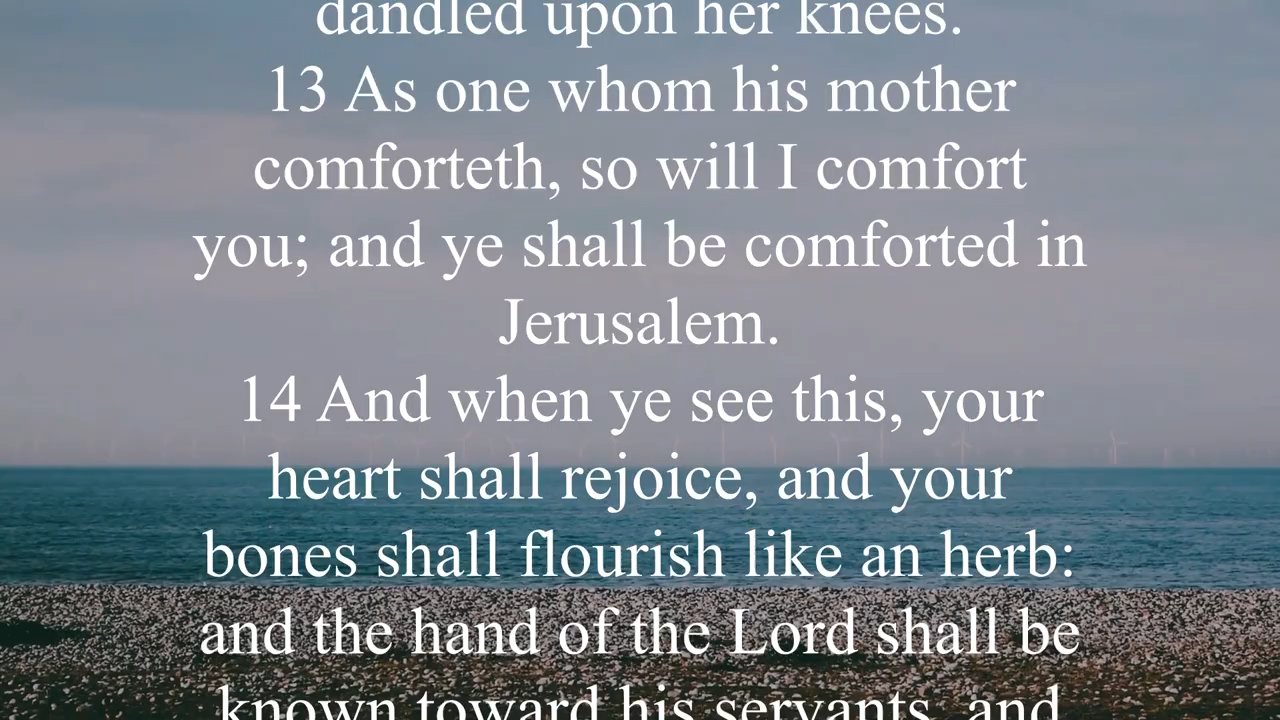 dandled upon her knees.
13 As one whom his mother
comforteth, so will I comfort
you; and ye shall be comforted in
Jerusalem.
14 And when ye see this, your
heart shall rejoice, and your
bones shall flourish like an herb:
and the hand of the Lord shall be
known toward his servants, and